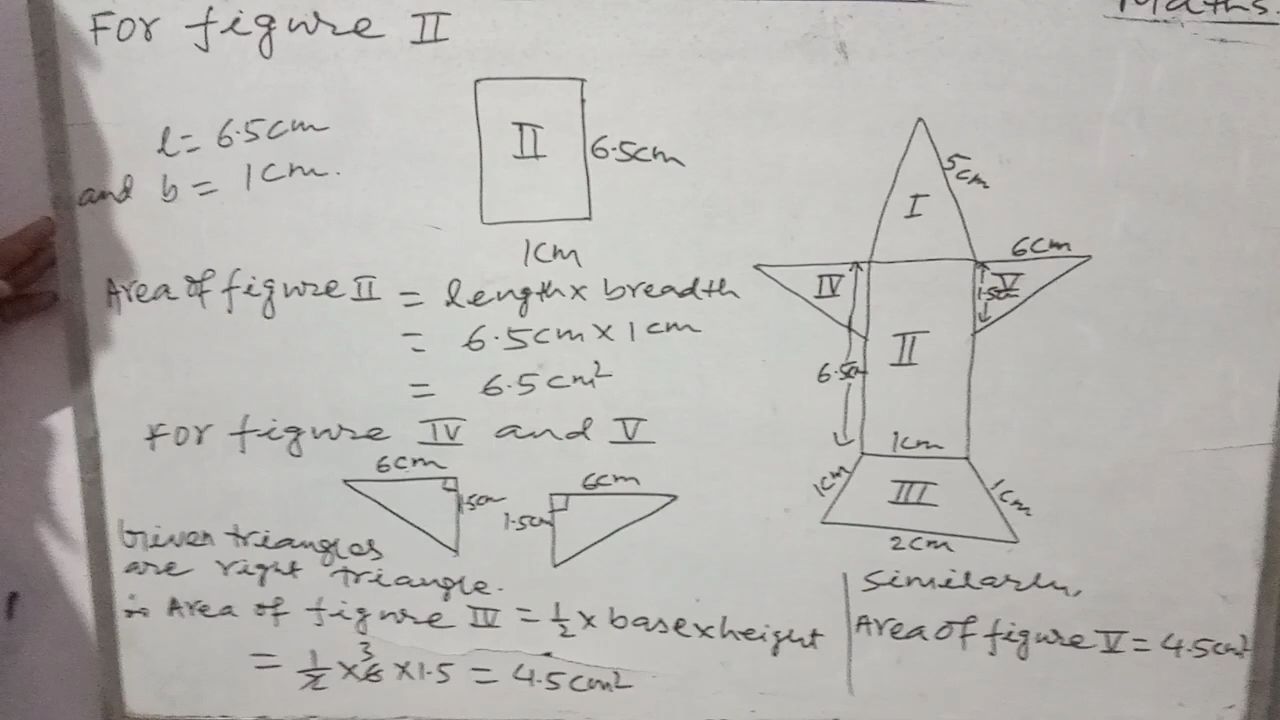 Maths.
For figure II
l = 6.5cm
and b = 1cm.
II
6.5cm
1cm
Area of figure II = length x breadth
= 6.5cm x 1cm
= 6.5cm²
For figure IV and V
6cm
1.5cm
6cm
1.5cm
Given triangles
are right triangle.
∴ Area of figure IV = 1/2 x base x height
= 1/2 x 6 3 x 1.5 = 4.5cm²
I
5cm
6cm
IV
V
1.5cm
II
6.5cm
1cm
1cm
III
1cm
2cm
Similarly,
Area of figure V = 4.5cm²